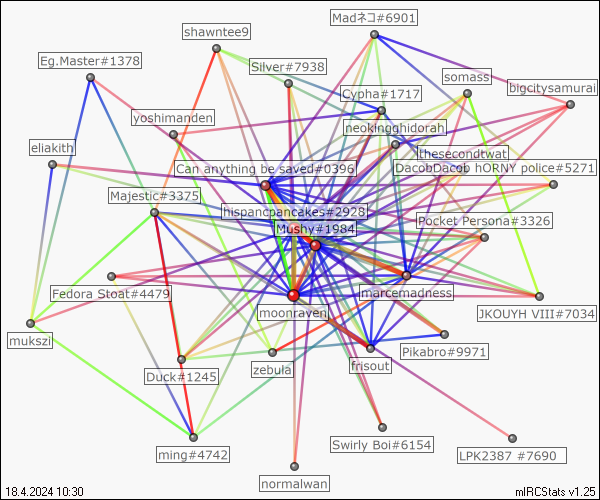 Madネコ#6901
shawntee9
Eg.Master#1378
Silver#7938
somass
bigcitysamurai
Cypha#1717
yoshimanden
neokingghidorah
eliakith
thesecondtwat
Can anything be saved#0396
DacobDacob hORNY police#5271
Majestic#3375
hispancpancakes#2928
Pocket Persona#3326
Mushy#1984
Fedora Stoat#4479
marcemadness
moonraven
JKOUYH VIII#7034
mukszi
Pikabro#9971
zebula
frisout
Duck#1245
Swirly Boi#6154
ming#4742
LPK2387 #7690
normalwan
18.4.2024 10:30
mIRCStats v1.25